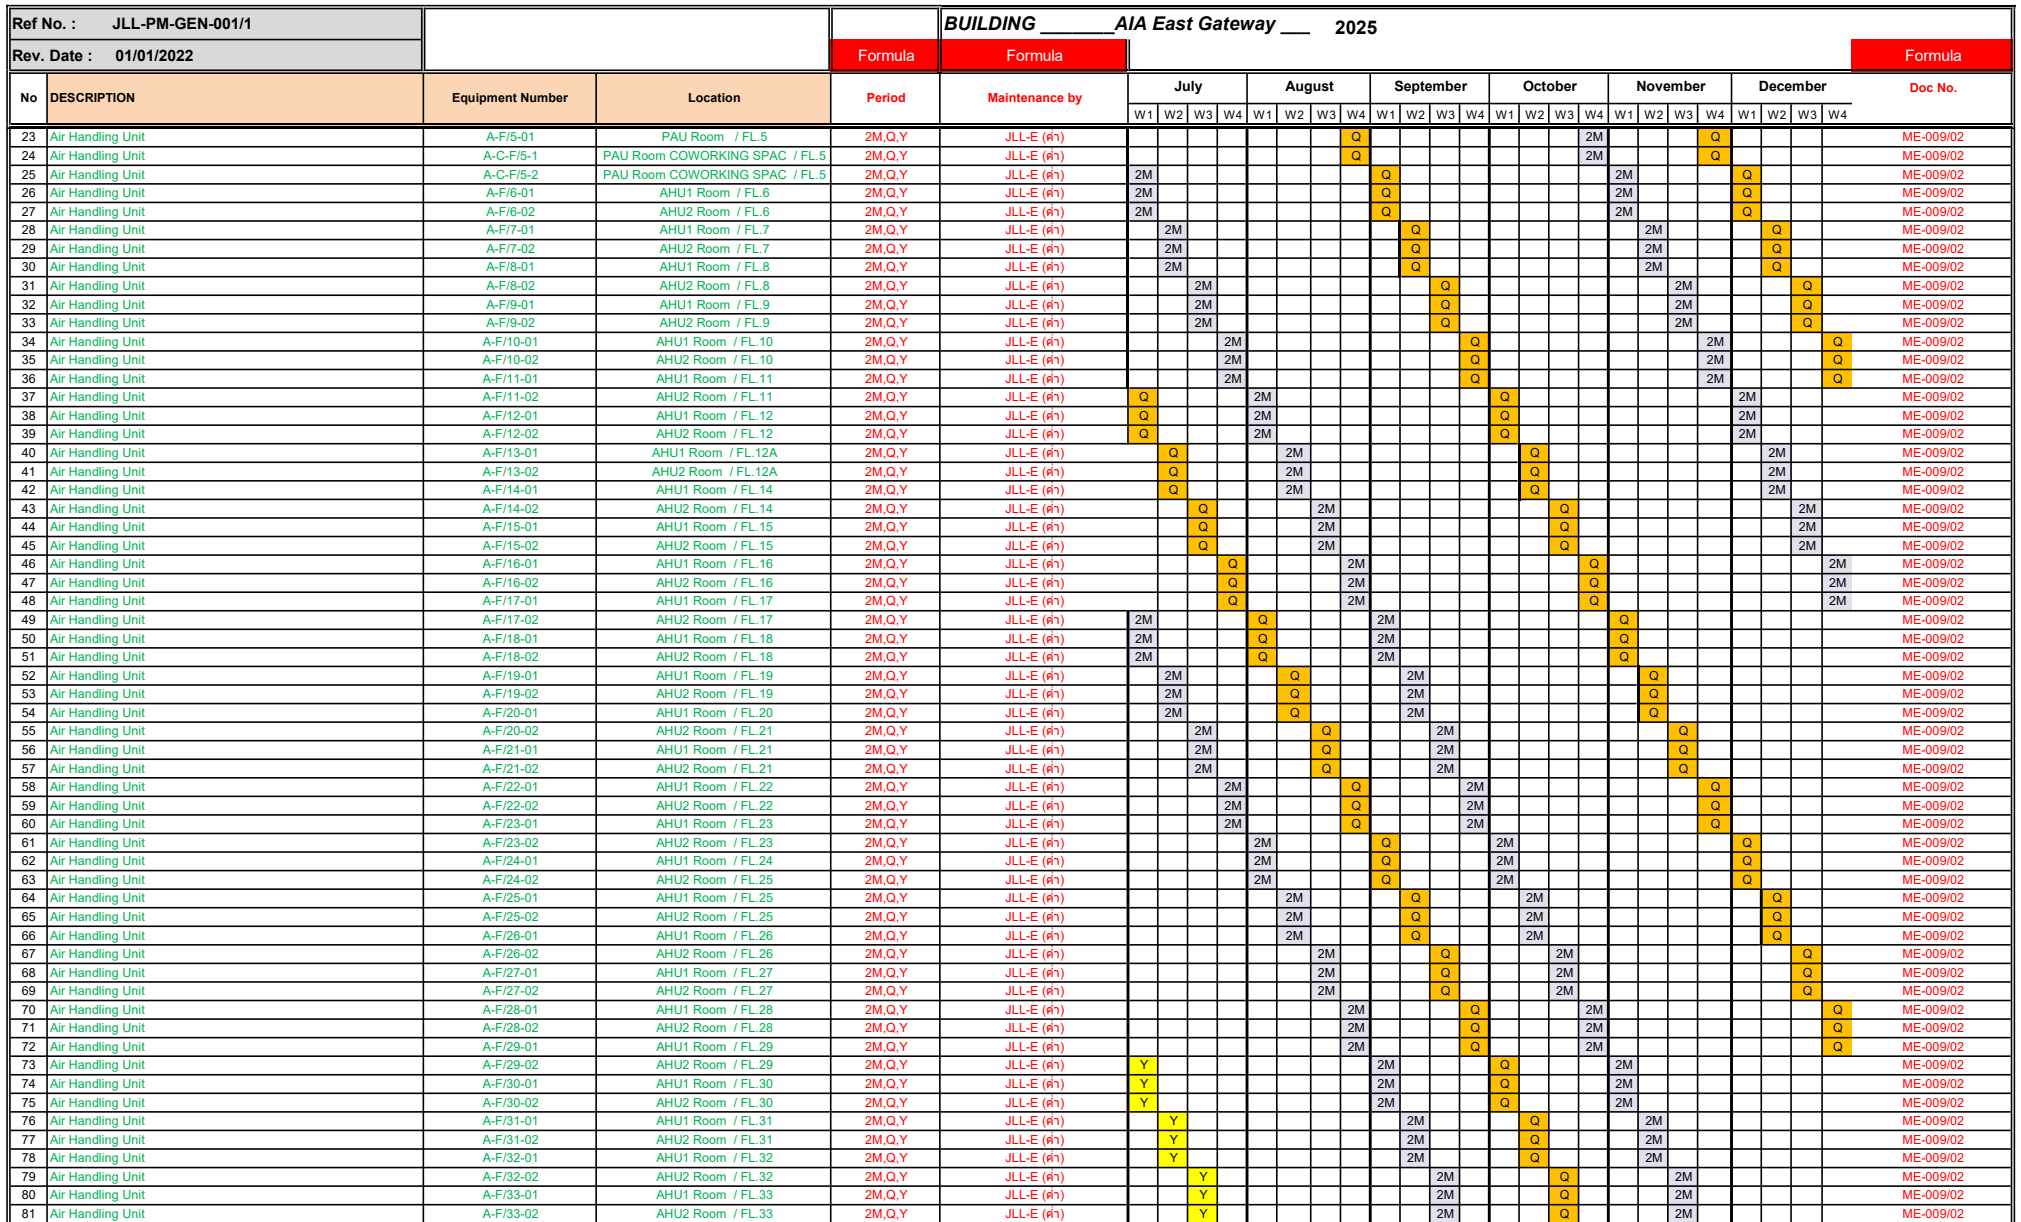 Ref No. : JLL-PM-GEN-001/1 BUILDING _______AIA East Gateway ___ 2025
Rev. Date : 01/01/2022 Formula Formula Formula
No DESCRIPTION Equipment Number Location Period Maintenance by July August September October November December Doc No.
W1 W2 W3 W4 W1 W2 W3 W4 W1 W2 W3 W4 W1 W2 W3 W4 W1 W2 W3 W4 W1 W2 W3 W4
23 Air Handling Unit A-F/5-01 PAU Room / FL.5 2M,Q,Y JLL-E (ค่ำ) Q 2M Q ME-009/02
24 Air Handling Unit A-C-F/5-1 PAU Room COWORKING SPAC / FL.5 2M,Q,Y JLL-E (ค่ำ) Q 2M Q ME-009/02
25 Air Handling Unit A-C-F/5-2 PAU Room COWORKING SPAC / FL.5 2M,Q,Y JLL-E (ค่ำ) 2M Q 2M Q ME-009/02
26 Air Handling Unit A-F/6-01 AHU1 Room / FL.6 2M,Q,Y JLL-E (ค่ำ) 2M Q 2M Q ME-009/02
27 Air Handling Unit A-F/6-02 AHU2 Room / FL.6 2M,Q,Y JLL-E (ค่ำ) 2M Q 2M Q ME-009/02
28 Air Handling Unit A-F/7-01 AHU1 Room / FL.7 2M,Q,Y JLL-E (ค่ำ) 2M Q 2M Q ME-009/02
29 Air Handling Unit A-F/7-02 AHU2 Room / FL.7 2M,Q,Y JLL-E (ค่ำ) 2M Q 2M Q ME-009/02
30 Air Handling Unit A-F/8-01 AHU1 Room / FL.8 2M,Q,Y JLL-E (ค่ำ) 2M Q 2M Q ME-009/02
31 Air Handling Unit A-F/8-02 AHU2 Room / FL.8 2M,Q,Y JLL-E (ค่ำ) 2M Q 2M Q ME-009/02
32 Air Handling Unit A-F/9-01 AHU1 Room / FL.9 2M,Q,Y JLL-E (ค่ำ) 2M Q 2M Q ME-009/02
33 Air Handling Unit A-F/9-02 AHU2 Room / FL.9 2M,Q,Y JLL-E (ค่ำ) 2M Q 2M Q ME-009/02
34 Air Handling Unit A-F/10-01 AHU1 Room / FL.10 2M,Q,Y JLL-E (ค่ำ) 2M Q 2M Q ME-009/02
35 Air Handling Unit A-F/10-02 AHU2 Room / FL.10 2M,Q,Y JLL-E (ค่ำ) 2M Q 2M Q ME-009/02
36 Air Handling Unit A-F/11-01 AHU1 Room / FL.11 2M,Q,Y JLL-E (ค่ำ) 2M Q 2M Q ME-009/02
37 Air Handling Unit A-F/11-02 AHU2 Room / FL.11 2M,Q,Y JLL-E (ค่ำ) Q 2M Q 2M ME-009/02
38 Air Handling Unit A-F/12-01 AHU1 Room / FL.12 2M,Q,Y JLL-E (ค่ำ) Q 2M Q 2M ME-009/02
39 Air Handling Unit A-F/12-02 AHU2 Room / FL.12 2M,Q,Y JLL-E (ค่ำ) Q 2M Q 2M ME-009/02
40 Air Handling Unit A-F/13-01 AHU1 Room / FL.12A 2M,Q,Y JLL-E (ค่ำ) Q 2M Q 2M ME-009/02
41 Air Handling Unit A-F/13-02 AHU2 Room / FL.12A 2M,Q,Y JLL-E (ค่ำ) Q 2M Q 2M ME-009/02
42 Air Handling Unit A-F/14-01 AHU1 Room / FL.14 2M,Q,Y JLL-E (ค่ำ) Q 2M Q 2M ME-009/02
43 Air Handling Unit A-F/14-02 AHU2 Room / FL.14 2M,Q,Y JLL-E (ค่ำ) Q 2M Q 2M ME-009/02
44 Air Handling Unit A-F/15-01 AHU1 Room / FL.15 2M,Q,Y JLL-E (ค่ำ) Q 2M Q 2M ME-009/02
45 Air Handling Unit A-F/15-02 AHU2 Room / FL.15 2M,Q,Y JLL-E (ค่ำ) Q 2M Q 2M ME-009/02
46 Air Handling Unit A-F/16-01 AHU1 Room / FL.16 2M,Q,Y JLL-E (ค่ำ) Q 2M Q 2M ME-009/02
47 Air Handling Unit A-F/16-02 AHU2 Room / FL.16 2M,Q,Y JLL-E (ค่ำ) Q 2M Q 2M ME-009/02
48 Air Handling Unit A-F/17-01 AHU1 Room / FL.17 2M,Q,Y JLL-E (ค่ำ) Q 2M Q 2M ME-009/02
49 Air Handling Unit A-F/17-02 AHU2 Room / FL.17 2M,Q,Y JLL-E (ค่ำ) 2M Q 2M Q ME-009/02
50 Air Handling Unit A-F/18-01 AHU1 Room / FL.18 2M,Q,Y JLL-E (ค่ำ) 2M Q 2M Q ME-009/02
51 Air Handling Unit A-F/18-02 AHU2 Room / FL.18 2M,Q,Y JLL-E (ค่ำ) 2M Q 2M Q ME-009/02
52 Air Handling Unit A-F/19-01 AHU1 Room / FL.19 2M,Q,Y JLL-E (ค่ำ) 2M Q 2M Q ME-009/02
53 Air Handling Unit A-F/19-02 AHU2 Room / FL.19 2M,Q,Y JLL-E (ค่ำ) 2M Q 2M Q ME-009/02
54 Air Handling Unit A-F/20-01 AHU1 Room / FL.20 2M,Q,Y JLL-E (ค่ำ) 2M Q 2M Q ME-009/02
55 Air Handling Unit A-F/20-02 AHU2 Room / FL.21 2M,Q,Y JLL-E (ค่ำ) 2M Q 2M Q ME-009/02
56 Air Handling Unit A-F/21-01 AHU1 Room / FL.21 2M,Q,Y JLL-E (ค่ำ) 2M Q 2M Q ME-009/02
57 Air Handling Unit A-F/21-02 AHU2 Room / FL.21 2M,Q,Y JLL-E (ค่ำ) 2M Q 2M Q ME-009/02
58 Air Handling Unit A-F/22-01 AHU1 Room / FL.22 2M,Q,Y JLL-E (ค่ำ) 2M Q 2M Q ME-009/02
59 Air Handling Unit A-F/22-02 AHU2 Room / FL.22 2M,Q,Y JLL-E (ค่ำ) 2M Q 2M Q ME-009/02
60 Air Handling Unit A-F/23-01 AHU1 Room / FL.23 2M,Q,Y JLL-E (ค่ำ) 2M Q 2M Q ME-009/02
61 Air Handling Unit A-F/23-02 AHU2 Room / FL.23 2M,Q,Y JLL-E (ค่ำ) 2M Q 2M Q ME-009/02
62 Air Handling Unit A-F/24-01 AHU1 Room / FL.24 2M,Q,Y JLL-E (ค่ำ) 2M Q 2M Q ME-009/02
63 Air Handling Unit A-F/24-02 AHU2 Room / FL.25 2M,Q,Y JLL-E (ค่ำ) 2M Q 2M Q ME-009/02
64 Air Handling Unit A-F/25-01 AHU1 Room / FL.25 2M,Q,Y JLL-E (ค่ำ) 2M Q 2M Q ME-009/02
65 Air Handling Unit A-F/25-02 AHU2 Room / FL.25 2M,Q,Y JLL-E (ค่ำ) 2M Q 2M Q ME-009/02
66 Air Handling Unit A-F/26-01 AHU1 Room / FL.26 2M,Q,Y JLL-E (ค่ำ) 2M Q 2M Q ME-009/02
67 Air Handling Unit A-F/26-02 AHU2 Room / FL.26 2M,Q,Y JLL-E (ค่ำ) 2M Q 2M Q ME-009/02
68 Air Handling Unit A-F/27-01 AHU1 Room / FL.27 2M,Q,Y JLL-E (ค่ำ) 2M Q 2M Q ME-009/02
69 Air Handling Unit A-F/27-02 AHU2 Room / FL.27 2M,Q,Y JLL-E (ค่ำ) 2M Q 2M Q ME-009/02
70 Air Handling Unit A-F/28-01 AHU1 Room / FL.28 2M,Q,Y JLL-E (ค่ำ) 2M Q 2M Q ME-009/02
71 Air Handling Unit A-F/28-02 AHU2 Room / FL.28 2M,Q,Y JLL-E (ค่ำ) 2M Q 2M Q ME-009/02
72 Air Handling Unit A-F/29-01 AHU1 Room / FL.29 2M,Q,Y JLL-E (ค่ำ) 2M Q 2M Q ME-009/02
73 Air Handling Unit A-F/29-02 AHU2 Room / FL.29 2M,Q,Y JLL-E (ค่ำ) Y 2M Q 2M ME-009/02
74 Air Handling Unit A-F/30-01 AHU1 Room / FL.30 2M,Q,Y JLL-E (ค่ำ) Y 2M Q 2M ME-009/02
75 Air Handling Unit A-F/30-02 AHU2 Room / FL.30 2M,Q,Y JLL-E (ค่ำ) Y 2M Q 2M ME-009/02
76 Air Handling Unit A-F/31-01 AHU1 Room / FL.31 2M,Q,Y JLL-E (ค่ำ) Y 2M Q 2M ME-009/02
77 Air Handling Unit A-F/31-02 AHU2 Room / FL.31 2M,Q,Y JLL-E (ค่ำ) Y 2M Q 2M ME-009/02
78 Air Handling Unit A-F/32-01 AHU1 Room / FL.32 2M,Q,Y JLL-E (ค่ำ) Y 2M Q 2M ME-009/02
79 Air Handling Unit A-F/32-02 AHU2 Room / FL.32 2M,Q,Y JLL-E (ค่ำ) Y 2M Q 2M ME-009/02
80 Air Handling Unit A-F/33-01 AHU1 Room / FL.33 2M,Q,Y JLL-E (ค่ำ) Y 2M Q 2M ME-009/02
81 Air Handling Unit A-F/33-02 AHU2 Room / FL.33 2M,Q,Y JLL-E (ค่ำ) Y 2M Q 2M ME-009/02